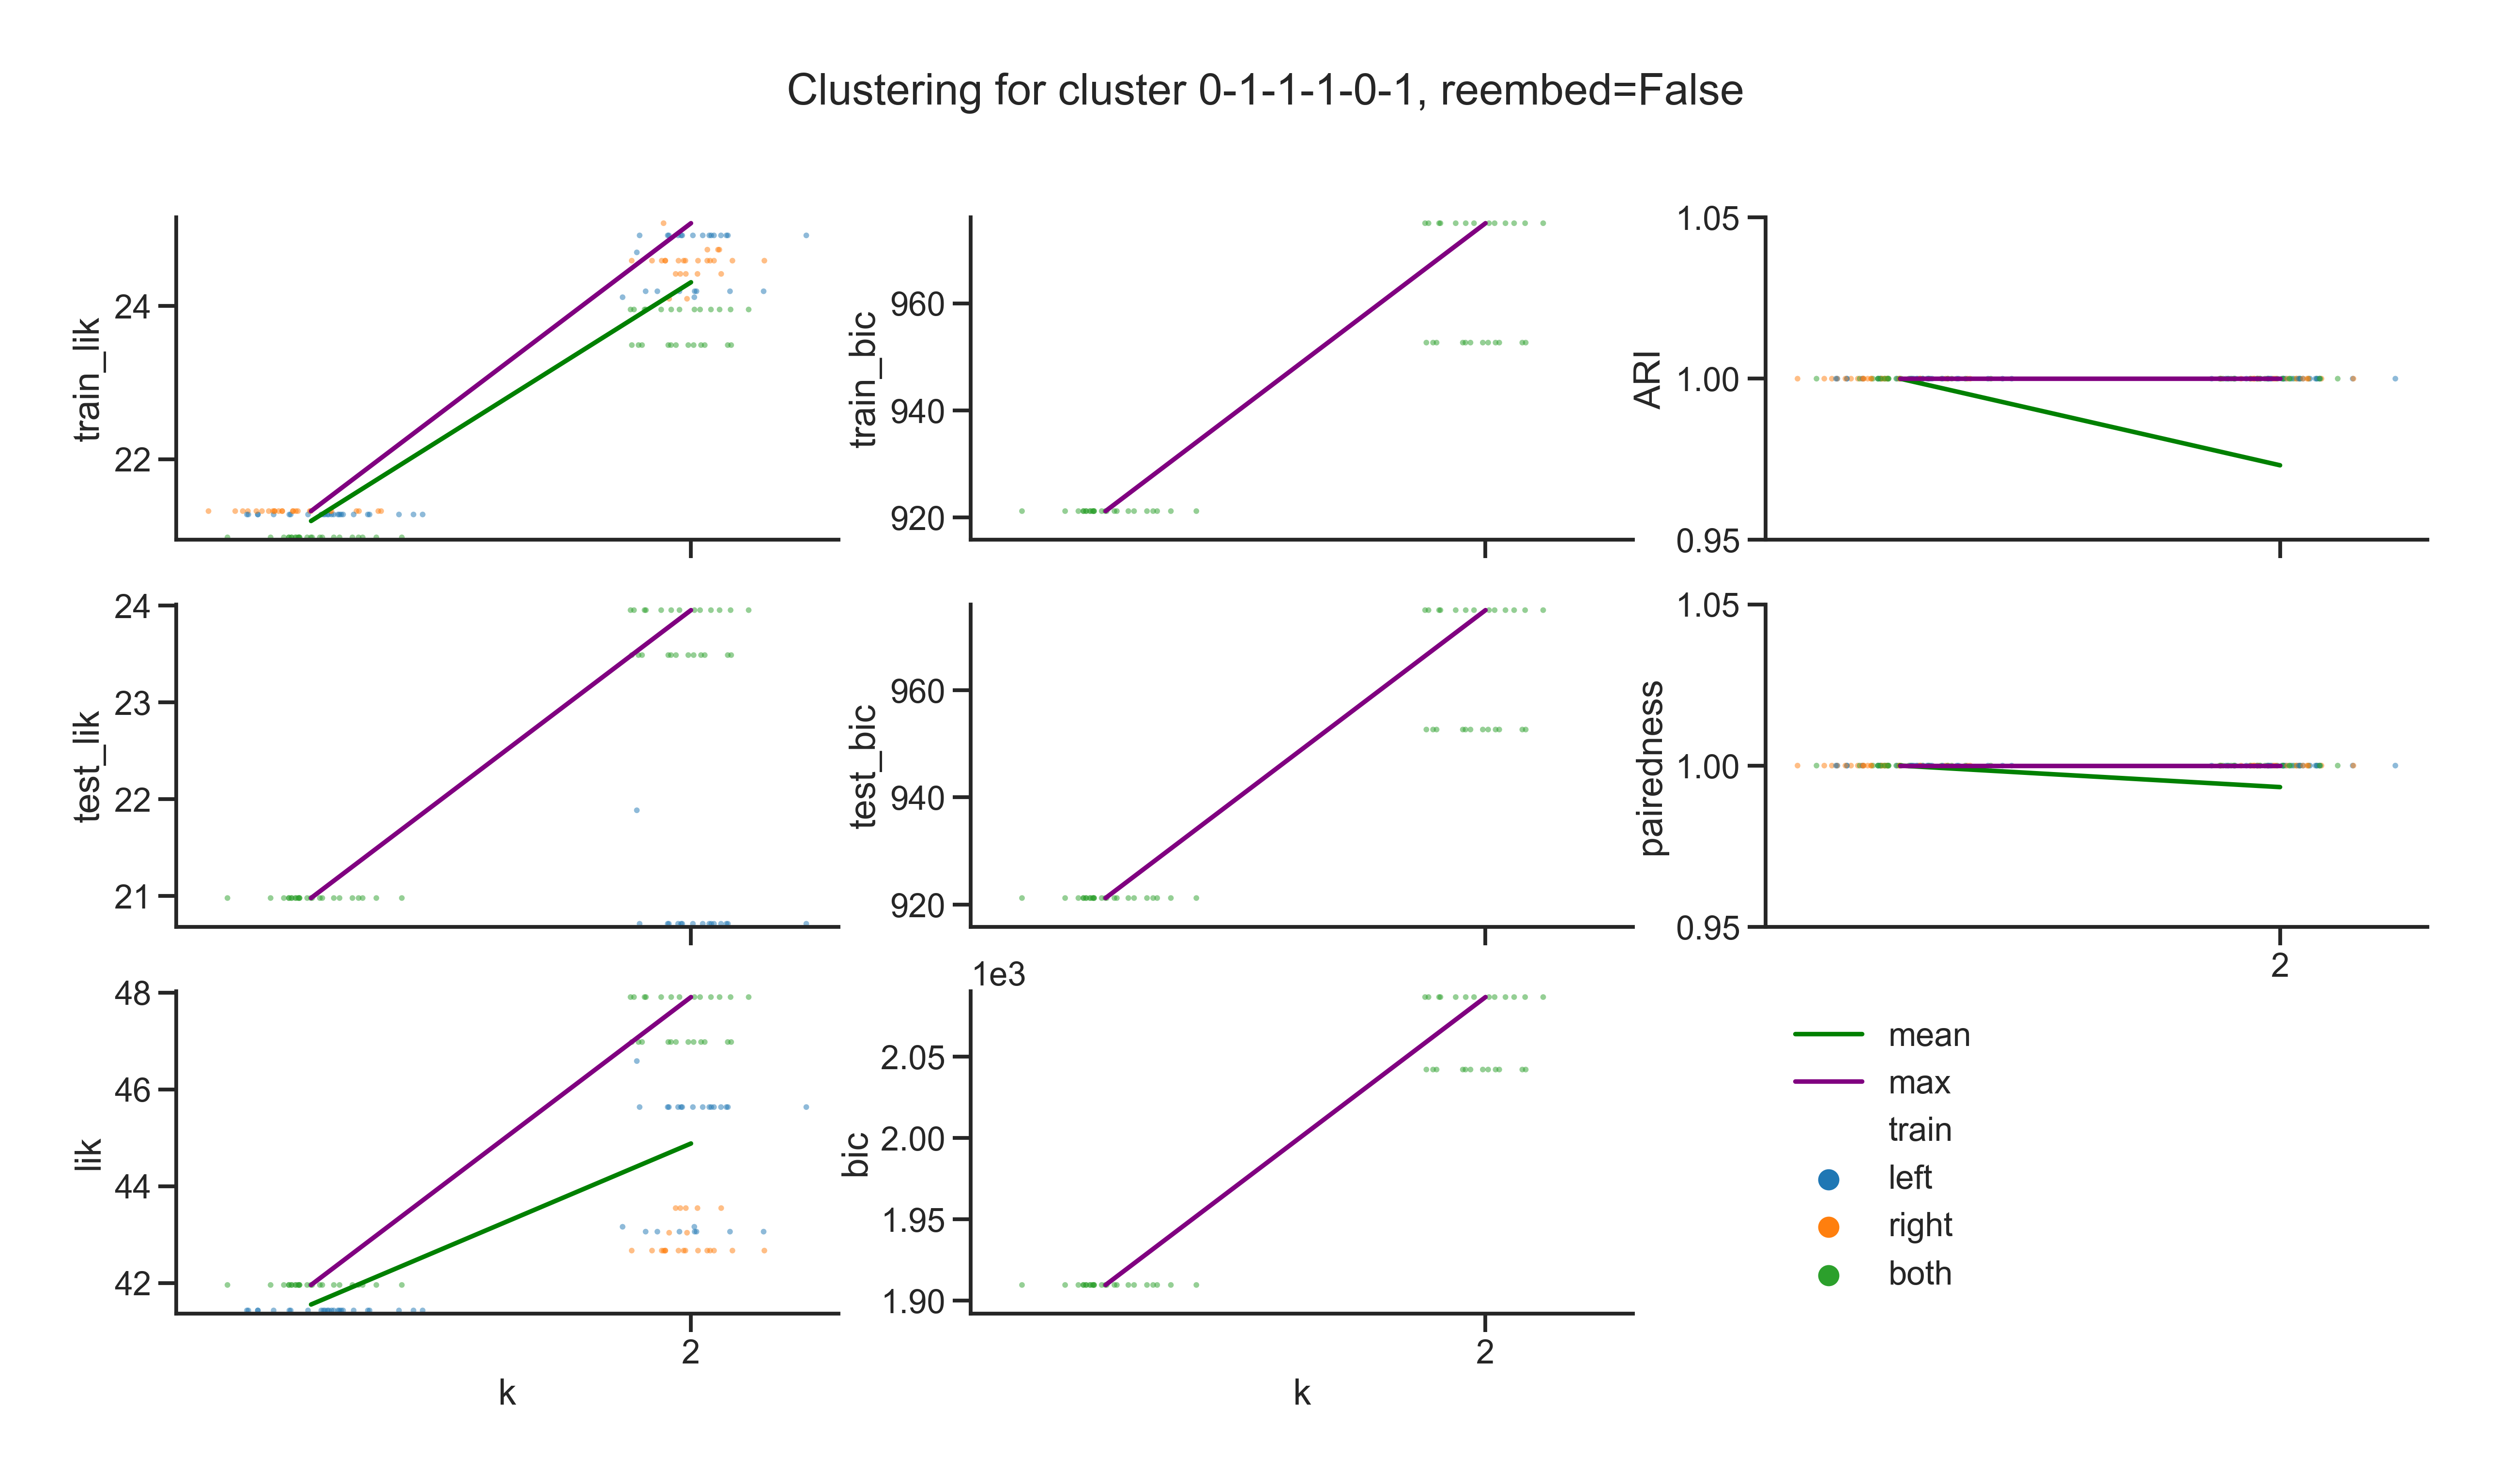 Clustering for cluster 0-1-1-1-0-1, reembed=False
train_lik
24
22
train_bic
960
940
920
ARI
1.05
1.00
0.95
test_lik
24
23
22
21
test_bic
960
940
920
pairedness
1.05
1.00
0.95
2
lik
48
46
44
42
2
k
1e3
bic
2.05
2.00
1.95
1.90
2
k
mean
max
train
left
right
both